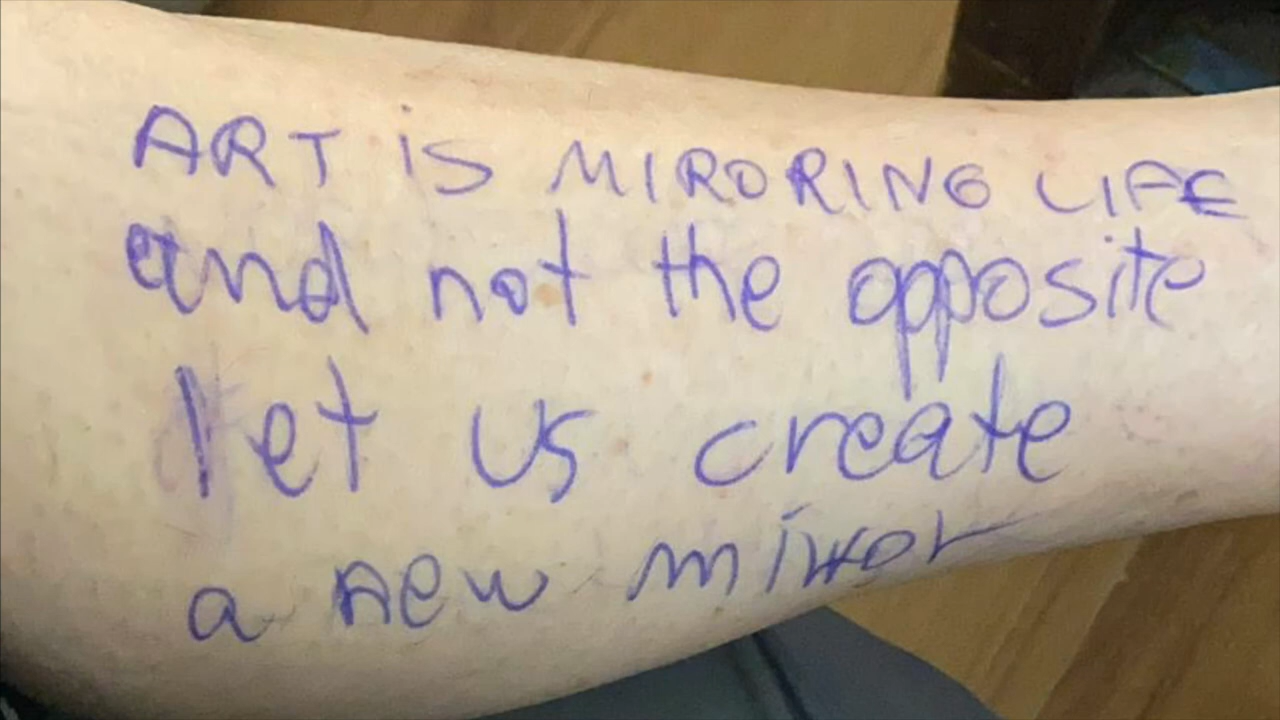 ART iS MIRORING LIFE
and not the opposite
let us create
a new mirror